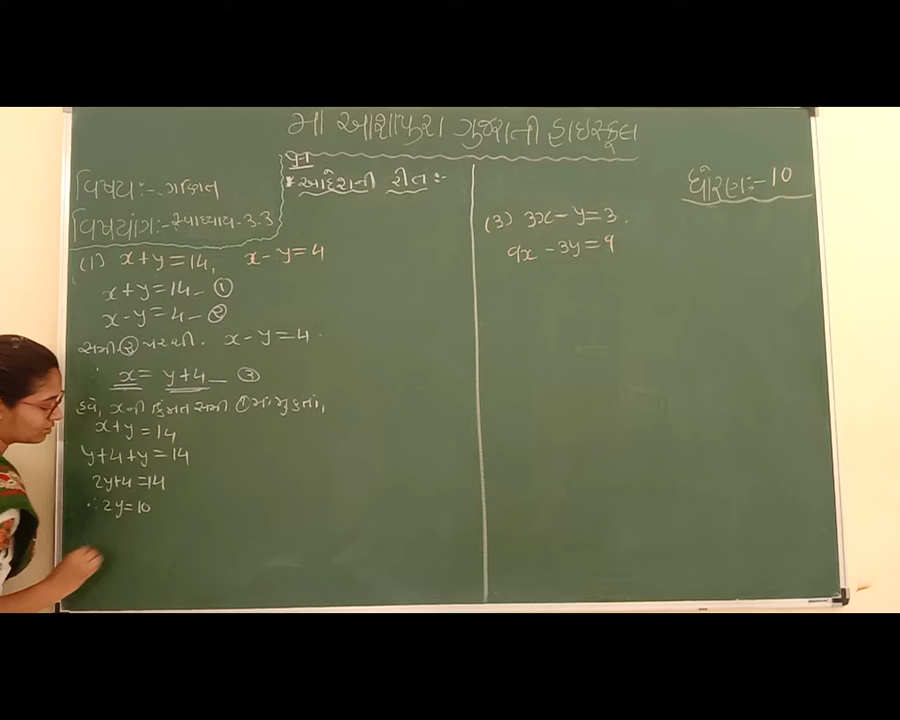 માં આશાપુરા ગુજરાતી હાઇસ્કૂલ
વિષય:- ગણિત
વિષયાંગ:- સ્વાધ્યાય-3.3
પ્ર-1
* આદેશની રીત :-
ધોરણ:- 10
(1) x+y=14, x-y=4
x+y=14 - ①
x-y=4 - ②
સમી ② પરથી. x-y=4
x = y+4 - ③
હવે, xની કિંમત સમી. ①માં મુકતાં,
x+y=14
y+4+y=14
2y+4=14
∴ 2y=10
(3) 3x-y=3.
9x-3y=9